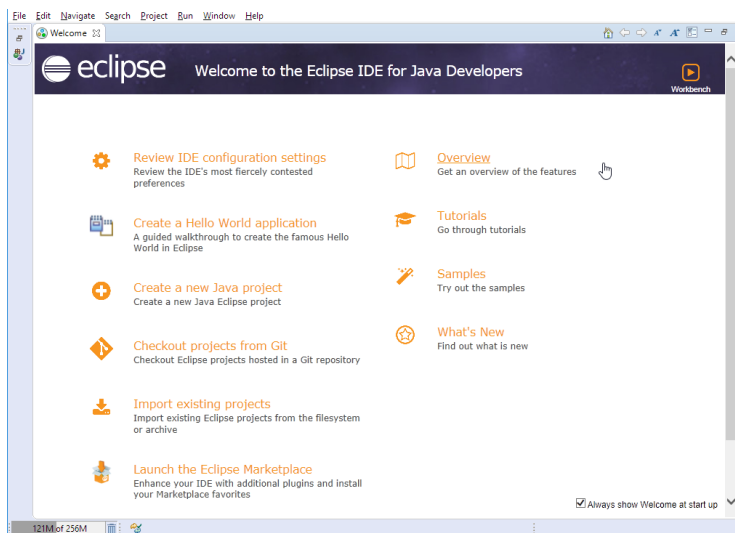 File Edit Navigate Search Project Run Window Help
Welcome
eclipse
Welcome to the Eclipse IDE for Java Developers
Workbench
Review IDE configuration settings
Review the IDE's most fiercely contested
preferences
Overview
Get an overview of the features
Create a Hello World application
A guided walkthrough to create the famous Hello
World in Eclipse
Tutorials
Go through tutorials
Create a new Java project
Create a new Java Eclipse project
Samples
Try out the samples
Checkout projects from Git
Checkout Eclipse projects hosted in a Git repository
What's New
Find out what is new
Import existing projects
Import existing Eclipse projects from the filesystem
or archive
Launch the Eclipse Marketplace
Enhance your IDE with additional plugins and install
your Marketplace favorites
Always show Welcome at start up
121M of 256M